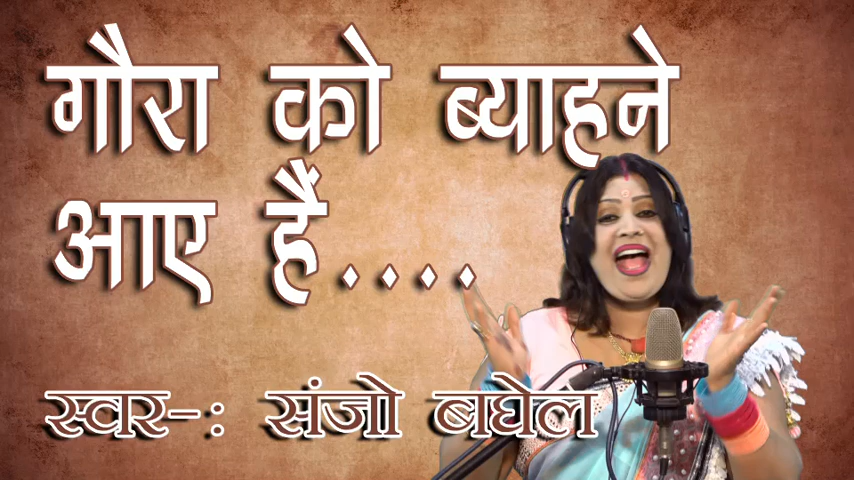 गौरा को ब्याहने
आए हैं....
स्वर-: संजो बघेल